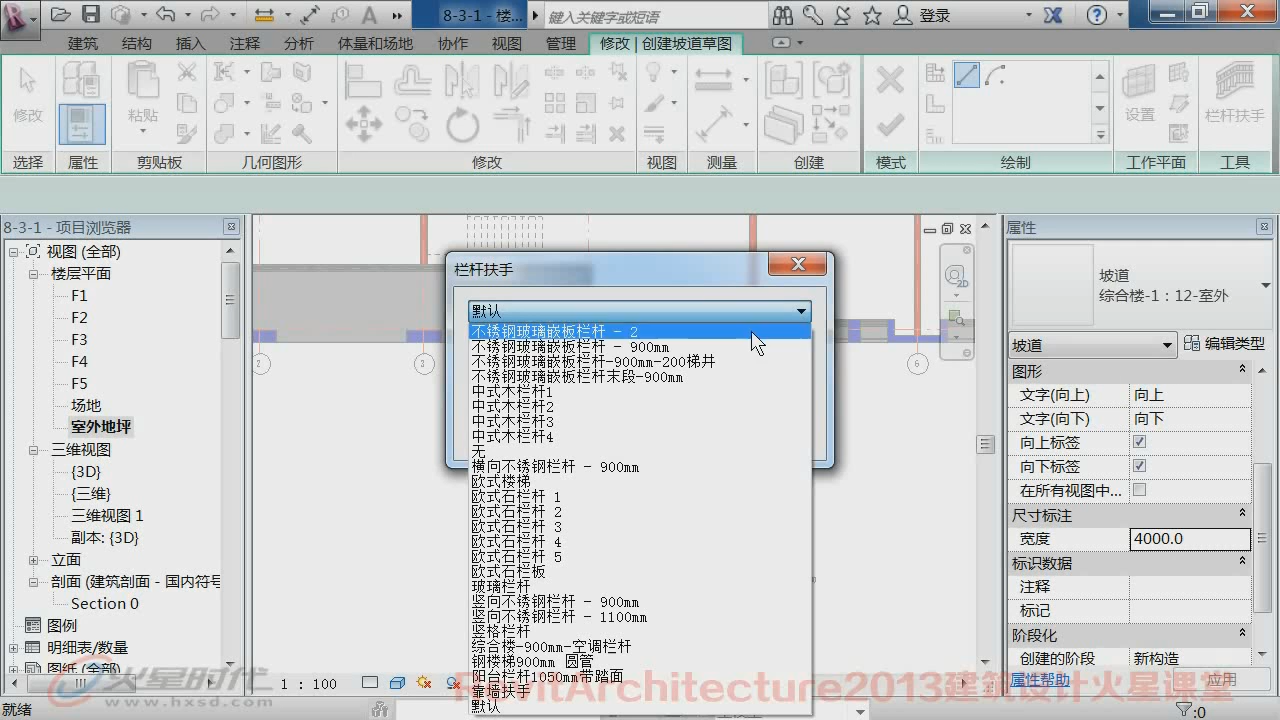 8-3-1 - 楼...
键入关键字或短语
登录
建筑 结构 插入 注释 分析 体量和场地 协作 视图 管理 修改 | 创建坡道草图
修改 粘贴 设置 栏杆扶手
选择 属性 剪贴板 几何图形 修改 视图 测量 创建 模式 绘制 工作平面 工具
8-3-1 - 项目浏览器
视图 (全部)
楼层平面
F1
F2
F3
F4
F5
场地
室外地坪
三维视图
{3D}
{三维}
三维视图 1
副本: {3D}
立面
剖面 (建筑剖面 - 国内符号
Section 0
图例
明细表/数量
图纸 (全部)
2
3
6
2D
栏杆扶手
默认
不锈钢玻璃嵌板栏杆 - 2
不锈钢玻璃嵌板栏杆 - 900mm
不锈钢玻璃嵌板栏杆-900mm-200梯井
不锈钢玻璃嵌板栏杆末段-900mm
中式木栏杆1
中式木栏杆2
中式木栏杆3
中式木栏杆4
无
横向不锈钢栏杆 - 900mm
欧式楼梯
欧式石栏杆 1
欧式石栏杆 2
欧式石栏杆 3
欧式石栏杆 4
欧式石栏杆 5
欧式石栏板
玻璃栏杆
竖向不锈钢栏杆 - 900mm
竖向不锈钢栏杆 - 1100mm
竖格栏杆
综合楼-900mm-空调栏杆
钢楼梯900mm 圆管
阳台栏杆1050mm带踏面
靠墙扶手
默认
属性
坡道
综合楼-1：12-室外
坡道 编辑类型
图形
文字(向上) 向上
文字(向下) 向下
向上标签
向下标签
在所有视图中...
尺寸标注
宽度 4000.0
标识数据
注释
标记
阶段化
创建的阶段 新构造
属性帮助 应用
1 : 100
就绪
:0
火星时代
www.hxsd.com
RevitArchitecture2013建筑设计火星课堂